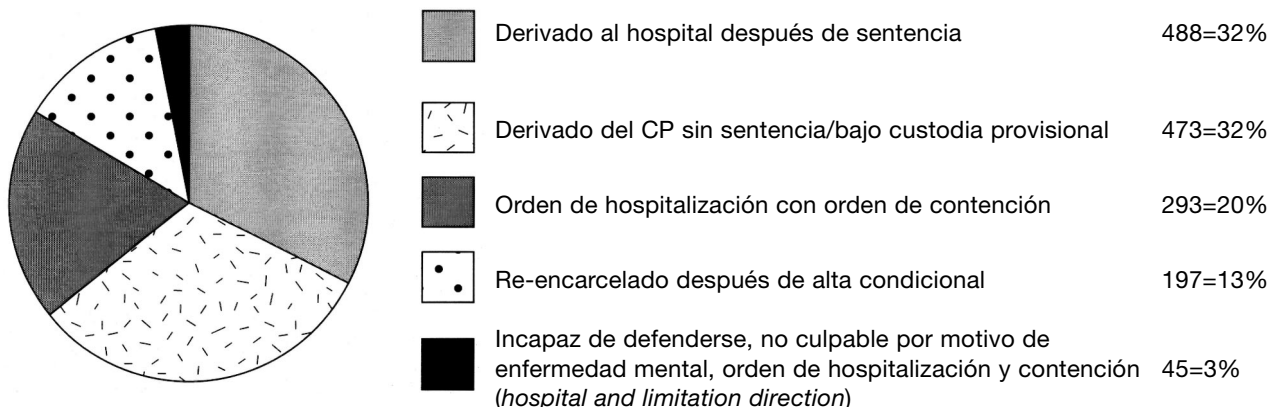 Derivado al hospital después de sentencia 488=32%
Derivado del CP sin sentencia/bajo custodia provisional 473=32%
Orden de hospitalización con orden de contención 293=20%
Re-encarcelado después de alta condicional 197=13%
Incapaz de defenderse, no culpable por motivo de
enfermedad mental, orden de hospitalización y contención 45=3%
(hospital and limitation direction)